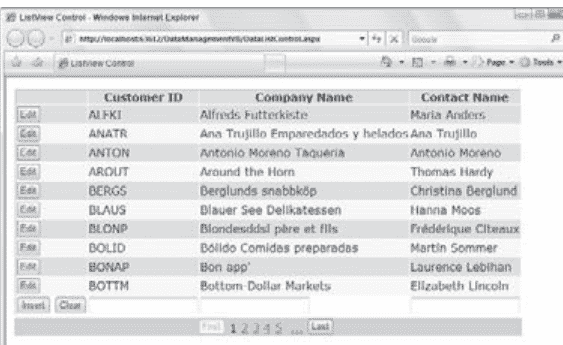 ListView Control - Windows Internet Explorer
Google
ListView Control
Page Tools
Customer ID Company Name Contact Name
Edit ALFKI Alfreds Futterkiste Maria Anders
Edit ANATR Ana Trujillo Emparedados y helados Ana Trujillo
Edit ANTON Antonio Moreno Taquería Antonio Moreno
Edit AROUT Around the Horn Thomas Hardy
Edit BERGS Berglunds snabbköp Christina Berglund
Edit BLAUS Blauer See Delikatessen Hanna Moos
Edit BLONP Blondesddsl père et fils Frédérique Citeaux
Edit BOLID Bólido Comidas preparadas Martín Sommer
Edit BONAP Bon app' Laurence Lebihan
Edit BOTTM Bottom-Dollar Markets Elizabeth Lincoln
Insert Clear
First 1 2 3 4 5 ... Last